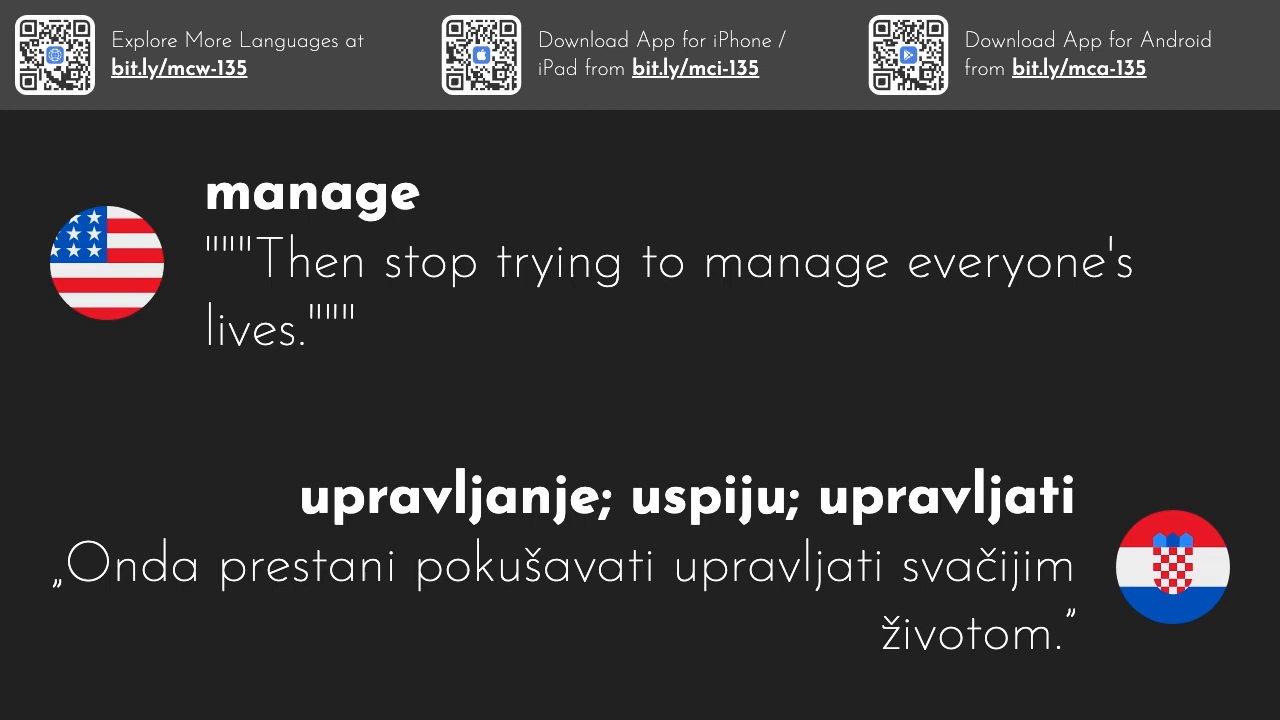 Explore More Languages at
bit.ly/mcw-135
Download App for iPhone /
iPad from bit.ly/mci-135
Download App for Android
from bit.ly/mca-135
manage
"""Then stop trying to manage everyone's
lives."""
upravljanje; uspiju; upravljati
„Onda prestani pokušavati upravljati svačijim
životom.”